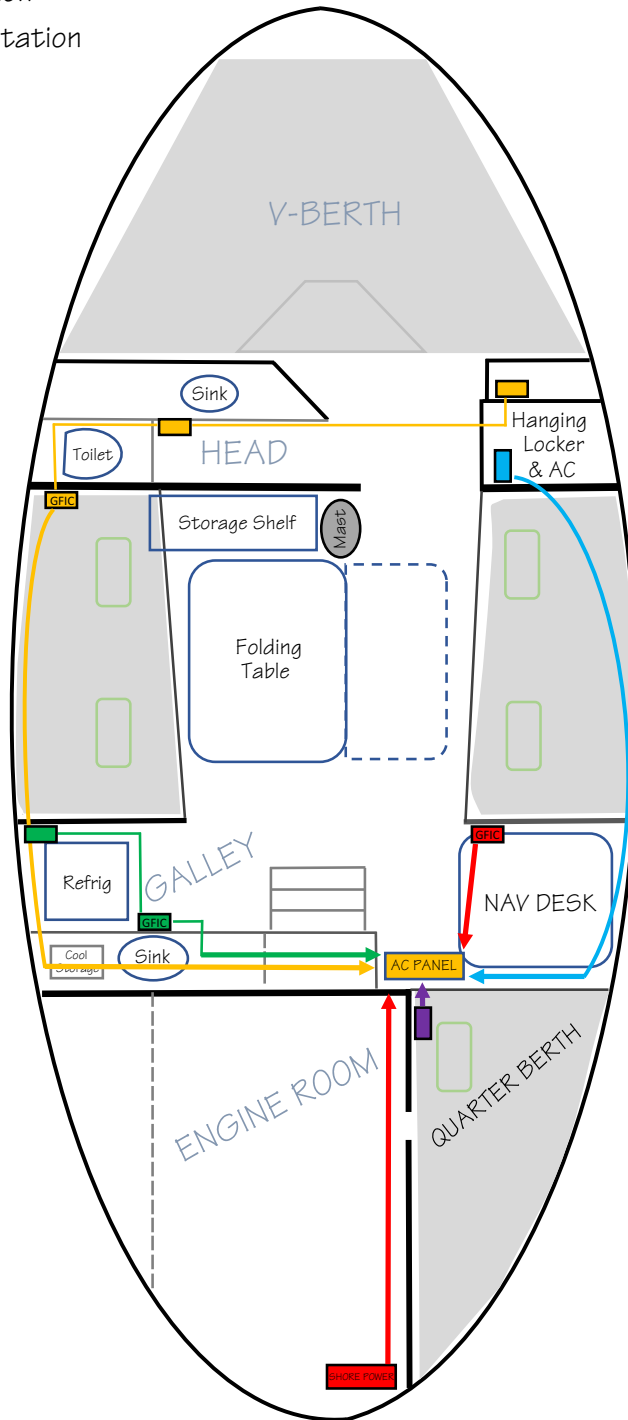 tation
V-BERTH
Sink
Toilet
HEAD
Hanging
Locker
& AC
GFIC
Storage Shelf
Mast
Folding
Table
GFIC
Refrig
GALLEY
NAV DESK
GFIC
Cool
Storage
Sink
AC PANEL
ENGINE ROOM
QUARTER BERTH
SHORE POWER